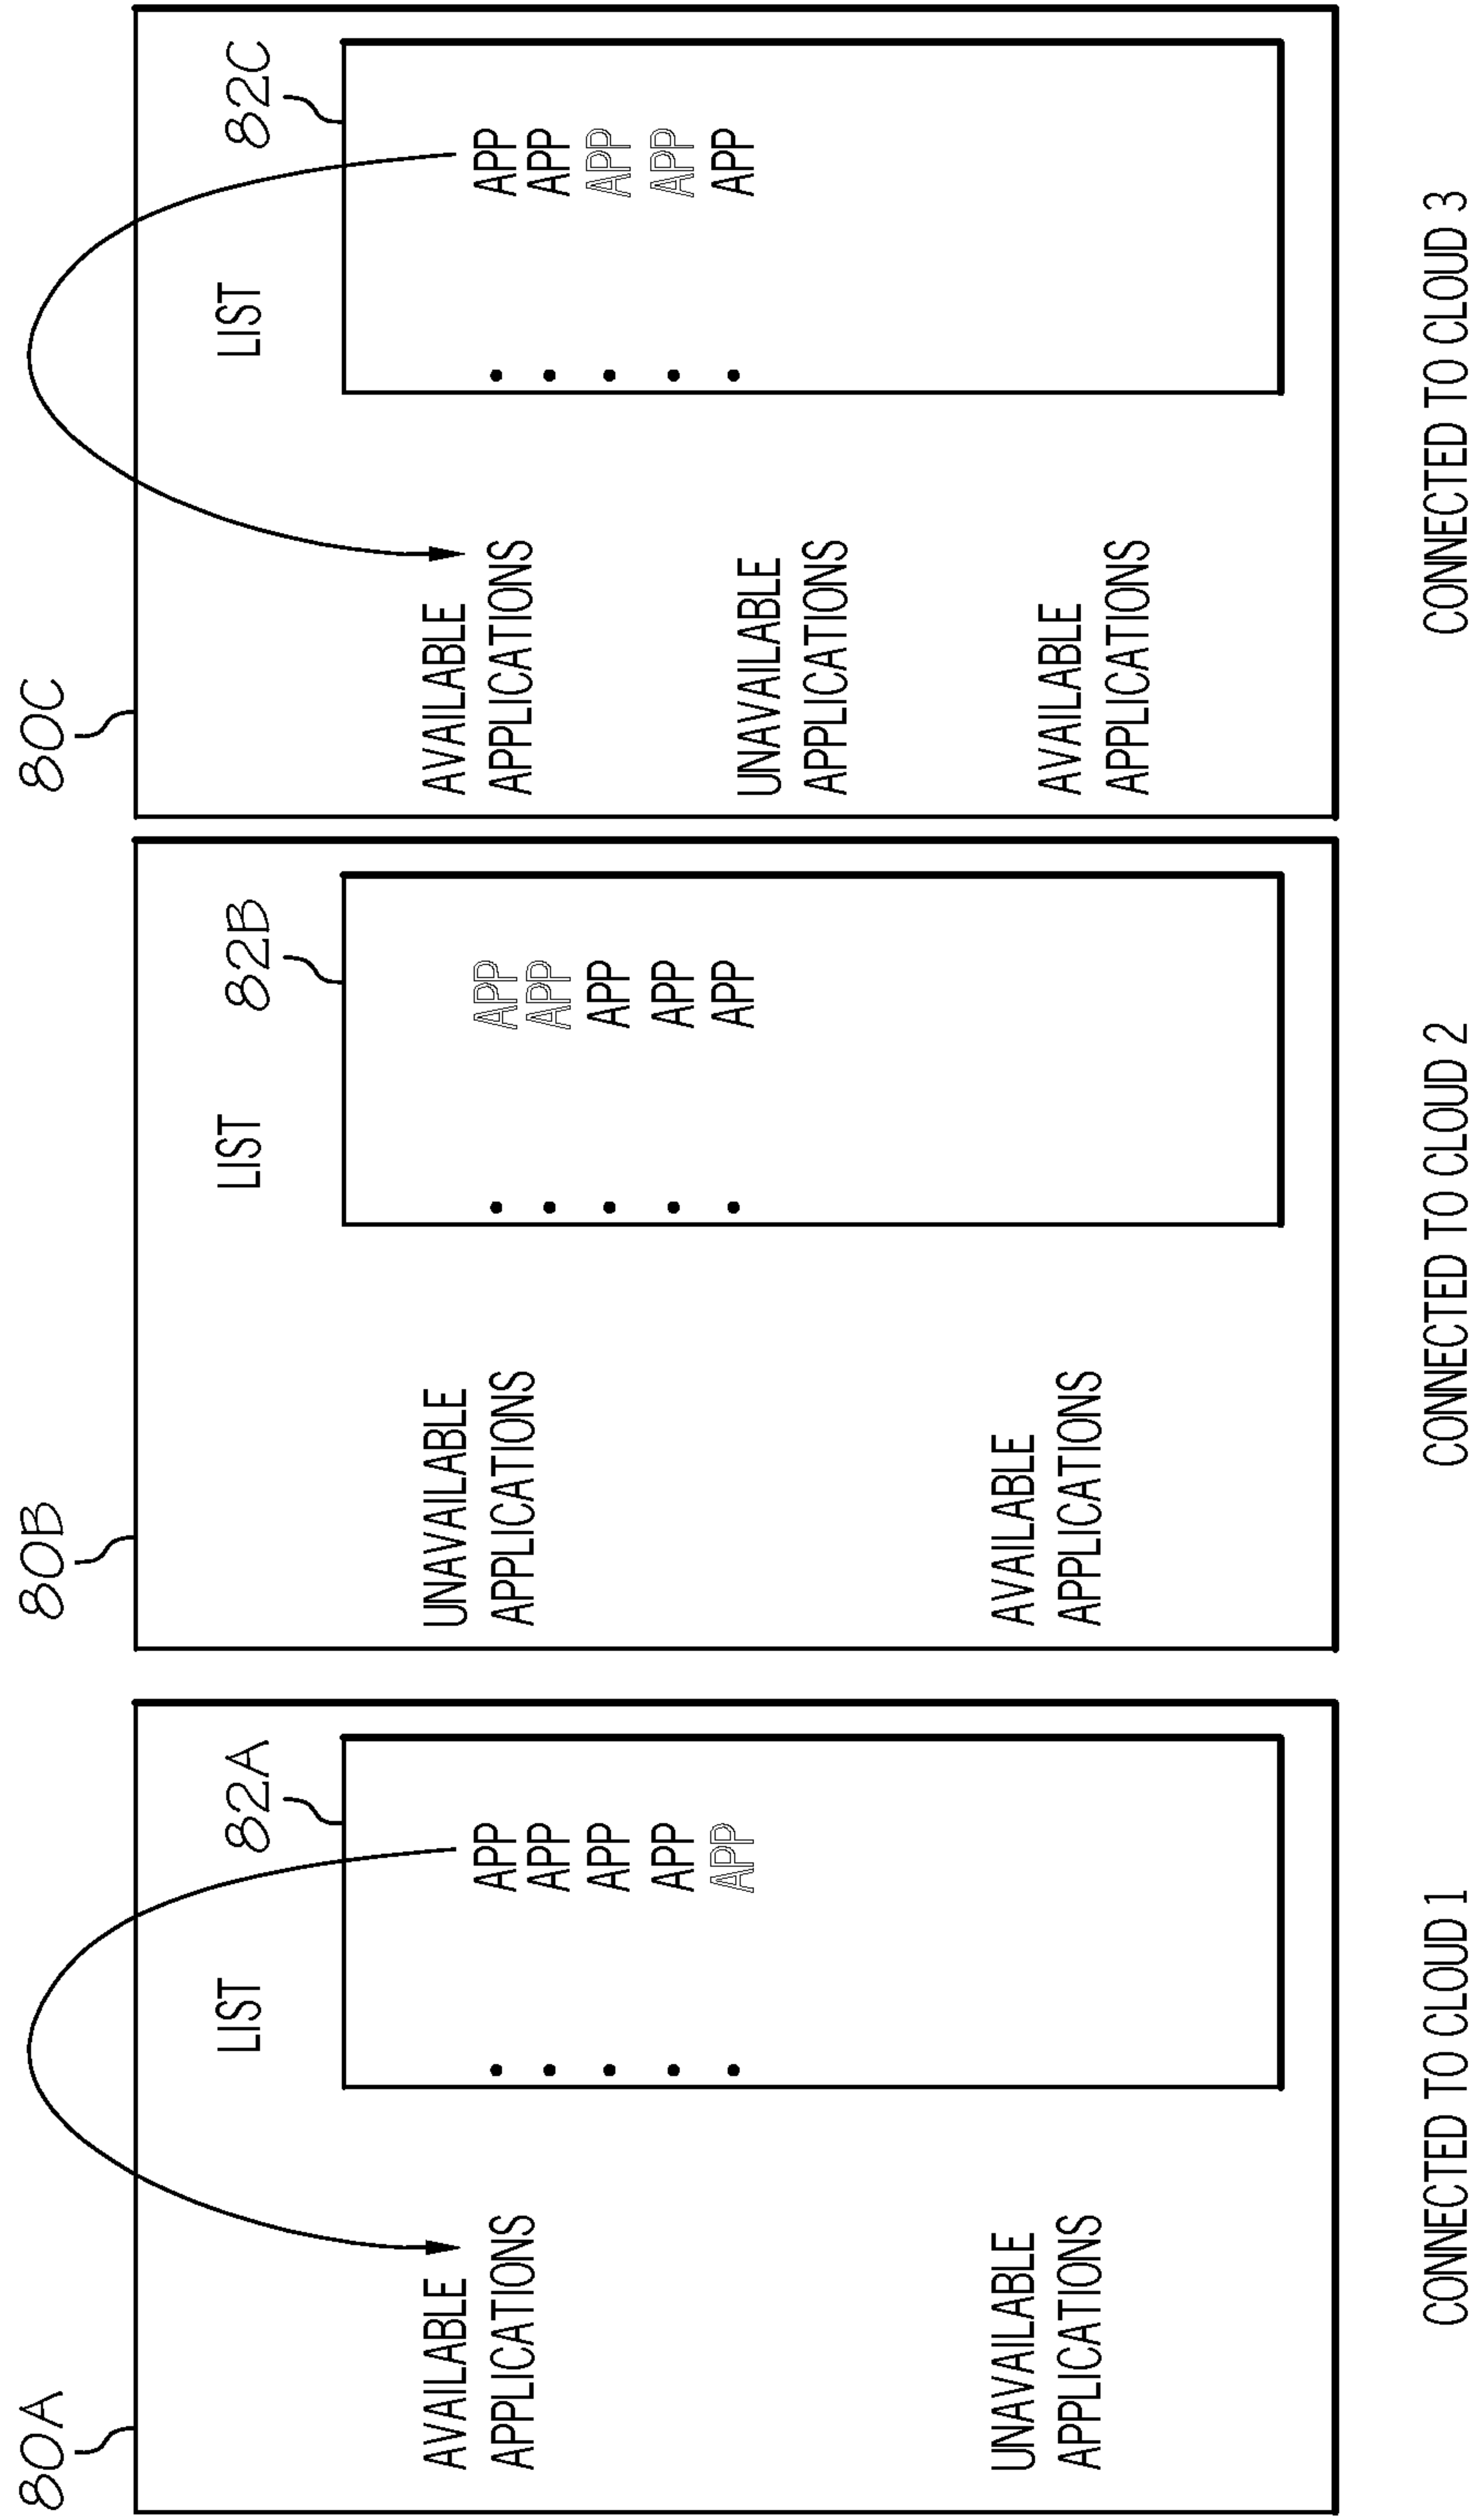 80A
LIST
82A
AVAILABLE
APPLICATIONS
• APP
• APP
• APP
• APP
• APP
UNAVAILABLE
APPLICATIONS
CONNECTED TO CLOUD 1
80B
LIST
82B
UNAVAILABLE
APPLICATIONS
• APP
• APP
• APP
• APP
• APP
AVAILABLE
APPLICATIONS
CONNECTED TO CLOUD 2
80C
LIST
82C
AVAILABLE
APPLICATIONS
• APP
• APP
• APP
• APP
• APP
UNAVAILABLE
APPLICATIONS
AVAILABLE
APPLICATIONS
CONNECTED TO CLOUD 3